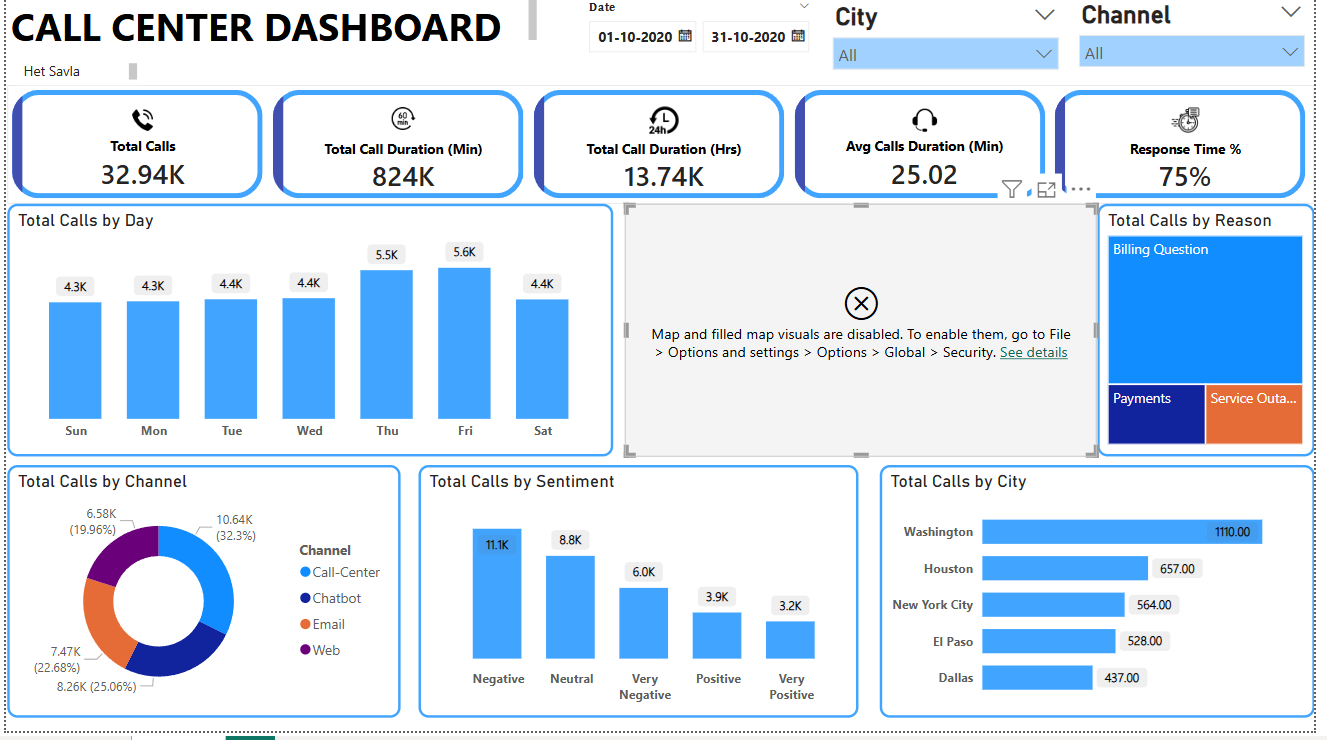 CALL CENTER DASHBOARD
Het Savla
Date
01-10-2020
31-10-2020
City
All
Channel
All
Total Calls
32.94K
60
min
Total Call Duration (Min)
824K
24h
Total Call Duration (Hrs)
13.74K
Avg Calls Duration (Min)
25.02
Response Time %
75%
Total Calls by Day
4.3K
4.3K
4.4K
4.4K
5.5K
5.6K
4.4K
Sun
Mon
Tue
Wed
Thu
Fri
Sat
Map and filled map visuals are disabled. To enable them, go to File
> Options and settings > Options > Global > Security. See details
Total Calls by Reason
Billing Question
Payments
Service Outa...
Total Calls by Channel
6.58K
(19.96%)
10.64K
(32.3%)
7.47K
(22.68%)
8.26K (25.06%)
Channel
Call-Center
Chatbot
Email
Web
Total Calls by Sentiment
11.1K
8.8K
6.0K
3.9K
3.2K
Negative
Neutral
Very
Negative
Positive
Very
Positive
Total Calls by City
Washington
1110.00
Houston
657.00
New York City
564.00
El Paso
528.00
Dallas
437.00